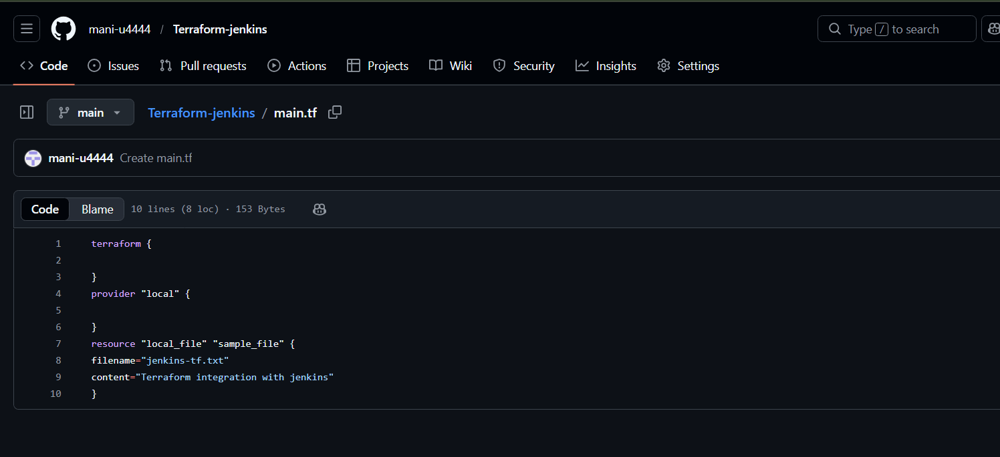 mani-u4444 / Terraform-jenkins
Type / to search
Code Issues Pull requests Actions Projects Wiki Security Insights Settings
main Terraform-jenkins / main.tf
mani-u4444 Create main.tf
Code Blame 10 lines (8 loc) · 153 Bytes
1 terraform {
2
3 }
4 provider "local" {
5
6 }
7 resource "local_file" "sample_file" {
8 filename="jenkins-tf.txt"
9 content="Terraform integration with jenkins"
10 }